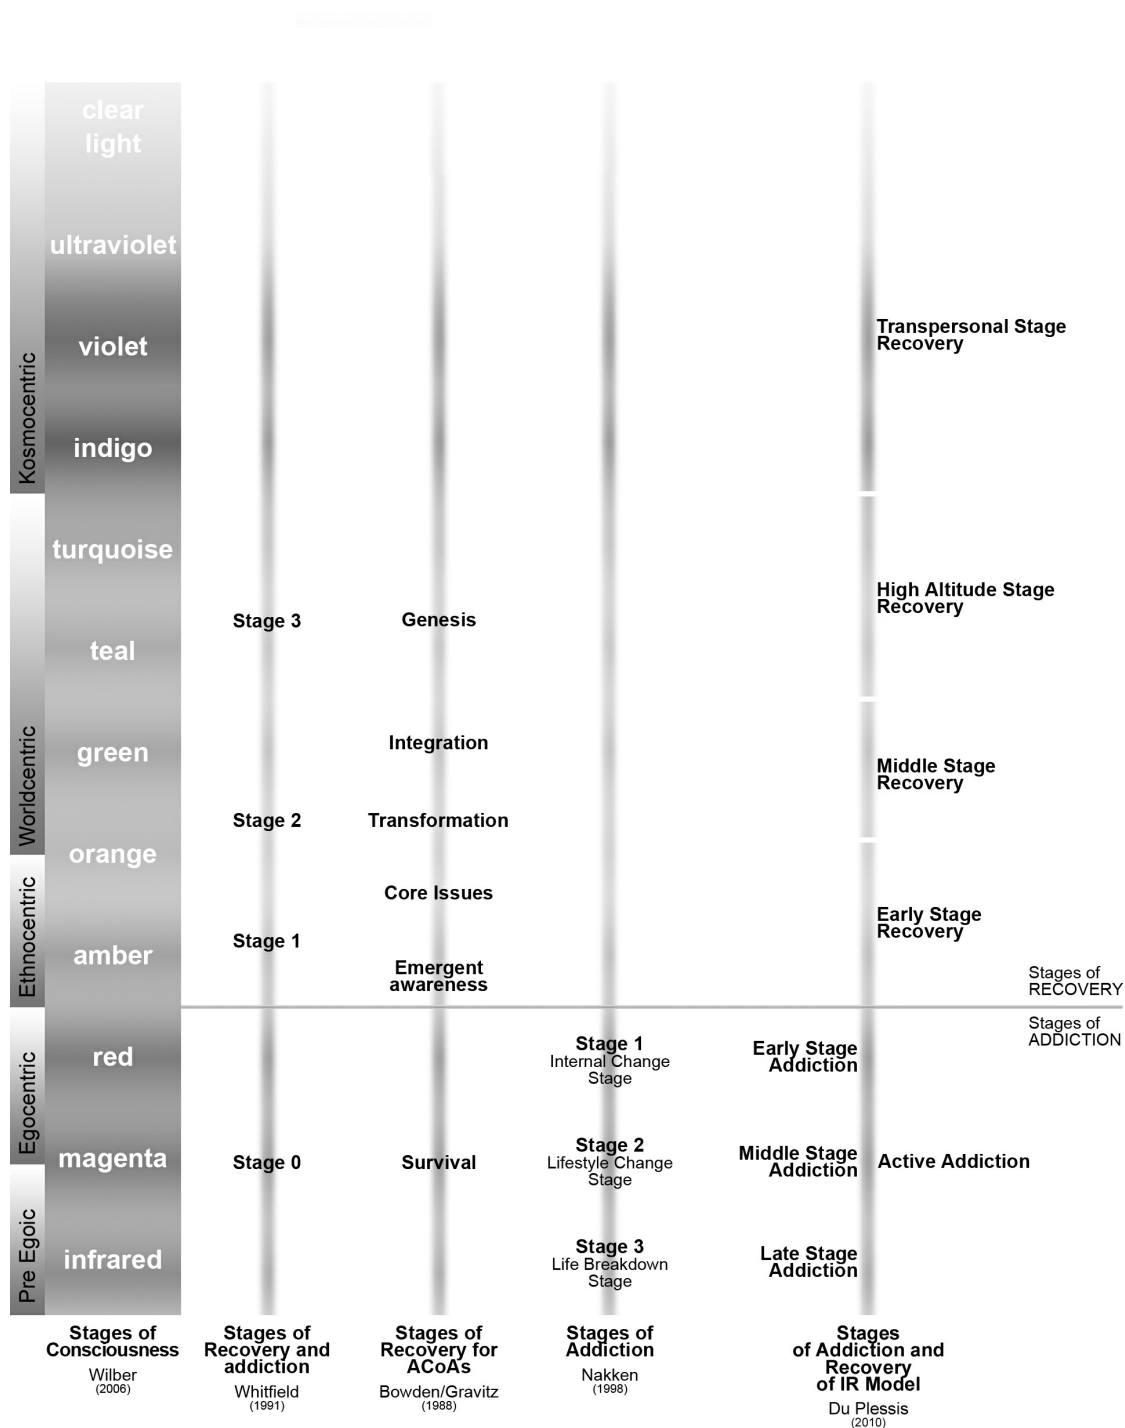 clear
light
ultraviolet
violet
indigo
turquoise
teal
green
orange
amber
red
magenta
infrared
Kosmocentric
Worldcentric
Ethnocentric
Egocentric
Pre Egoic
Stage 3
Stage 2
Stage 1
Stage 0
Genesis
Integration
Transformation
Core Issues
Emergent
awareness
Survival
Stage 1
Internal Change
Stage
Stage 2
Lifestyle Change
Stage
Stage 3
Life Breakdown
Stage
Transpersonal Stage
Recovery
High Altitude Stage
Recovery
Middle Stage
Recovery
Early Stage
Recovery
Stages of
RECOVERY
Stages of
ADDICTION
Early Stage
Addiction
Middle Stage
Addiction
Active Addiction
Late Stage
Addiction
Stages of
Consciousness
Wilber
(2006)
Stages of
Recovery and
addiction
Whitfield
(1991)
Stages of
Recovery for
ACoAs
Bowden/Gravitz
(1988)
Stages of
Addiction
Nakken
(1998)
Stages
of Addiction and
Recovery
of IR Model
Du Plessis
(2010)